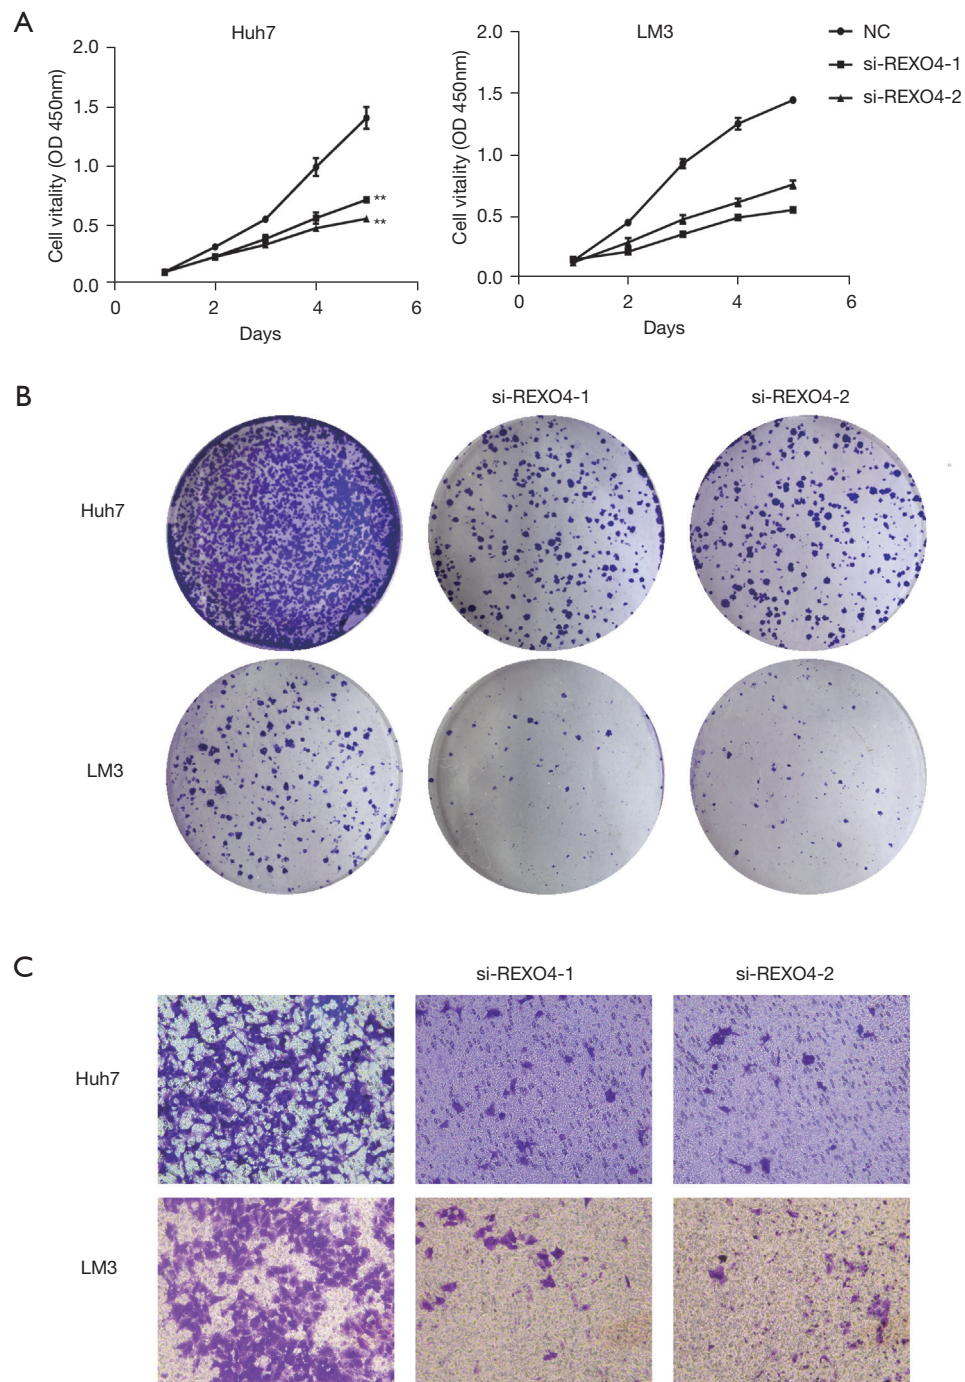 A
Huh7
2.0
1.5
1.0
0.5
0.0
Cell vitality (OD 450nm)
0
2
4
6
Days
**
**
LM3
2.0
1.5
1.0
0.5
0.0
Cell vitality (OD 450nm)
0
2
4
6
Days
NC
si-REXO4-1
si-REXO4-2
B
si-REXO4-1
si-REXO4-2
Huh7
LM3
C
si-REXO4-1
si-REXO4-2
Huh7
LM3